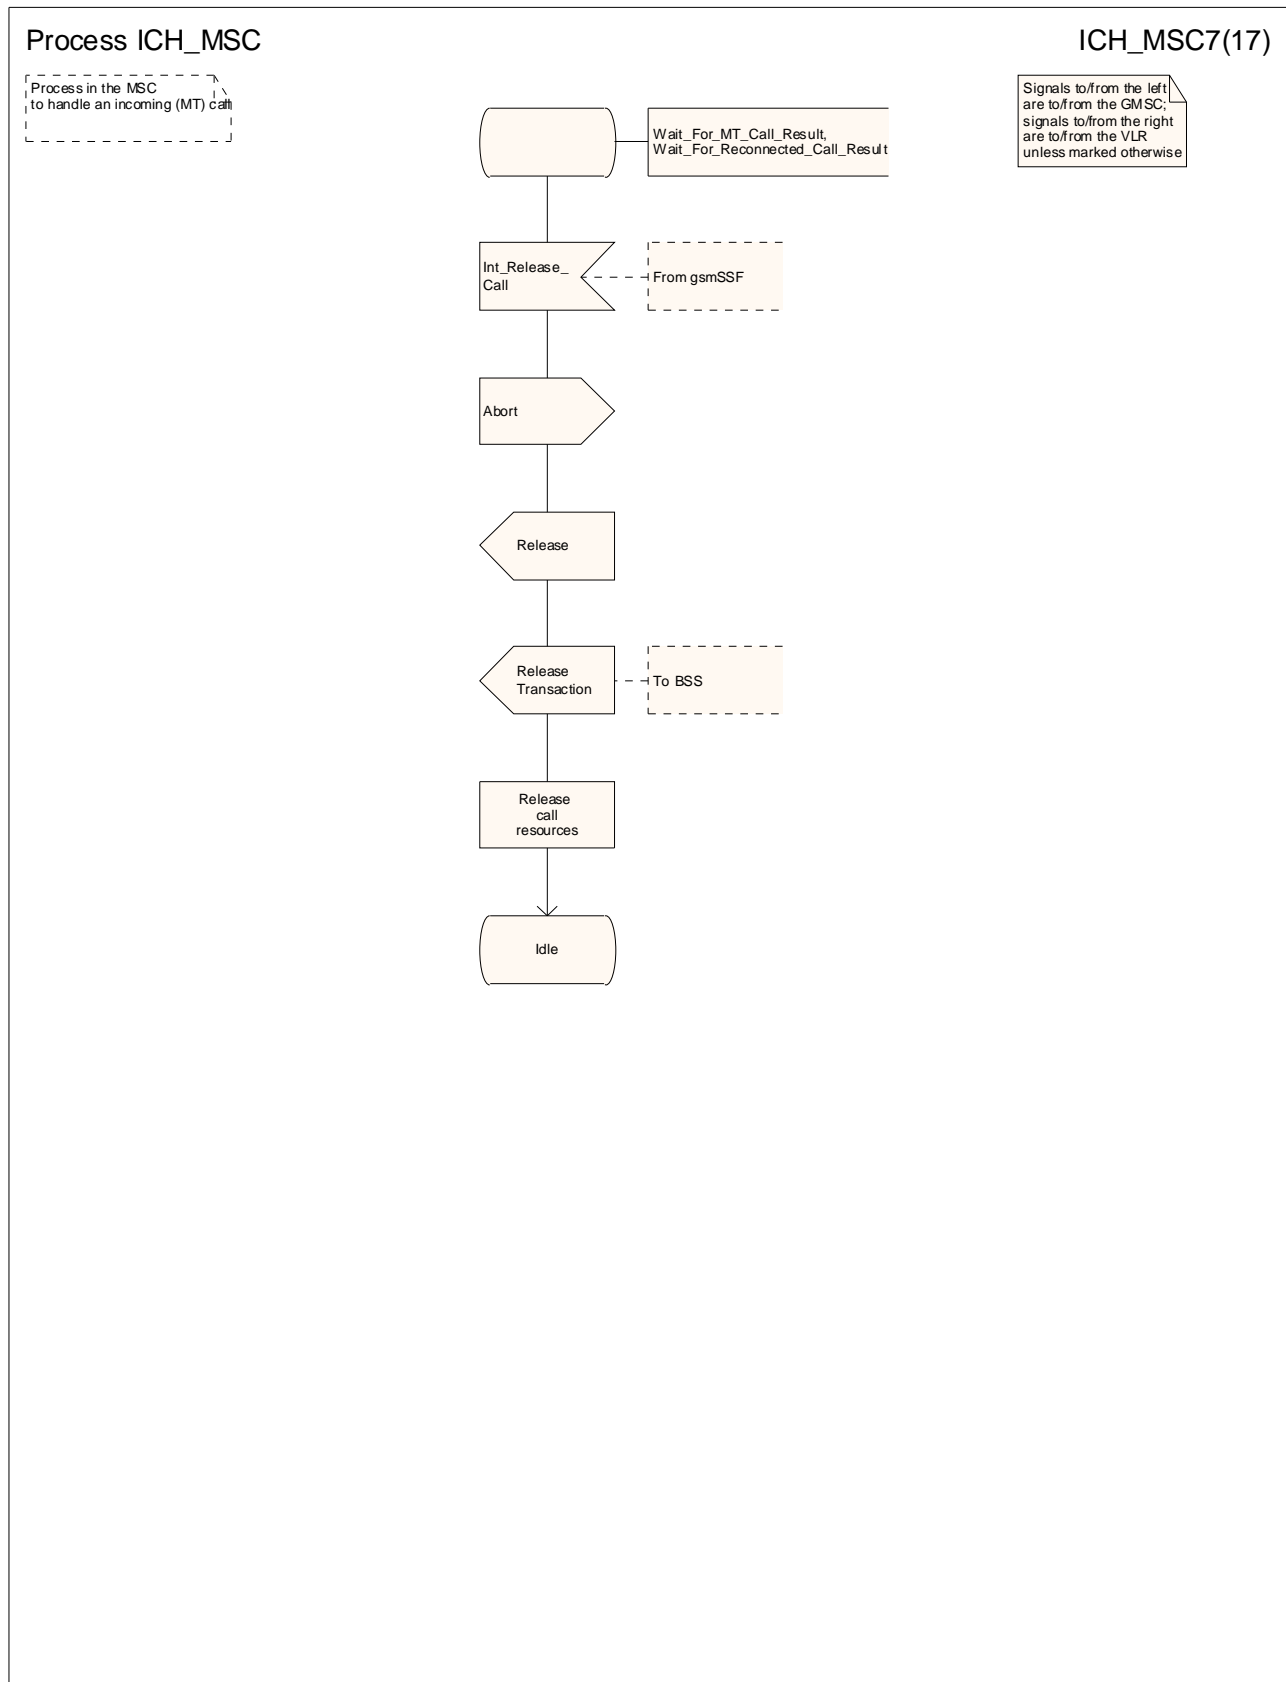 Process ICH_MSC
ICH_MSC7(17)
Process in the MSC
to handle an incoming (MT) call
Signals to/from the left
are to/from the GMSC;
signals to/from the right
are to/from the VLR
unless marked otherwise
Wait_For_MT_Call_Result,
Wait_For_Reconnected_Call_Result
Int_Release_
Call
From gsmSSF
Abort
Release
Release
Transaction
To BSS
Release
call
resources
Idle